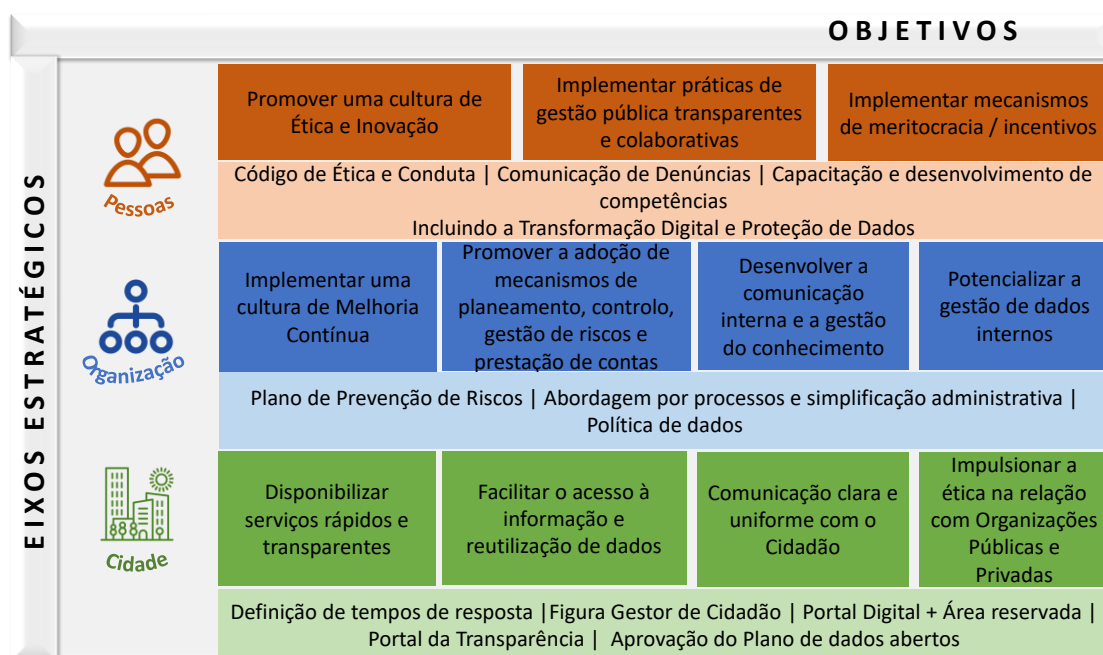 OBJETIVOS
EIXOS ESTRATÉGICOS
Pessoas
Promover uma cultura de
Ética e Inovação
Implementar práticas de
gestão pública transparentes
e colaborativas
Implementar mecanismos
de meritocracia / incentivos
Código de Ética e Conduta | Comunicação de Denúncias | Capacitação e desenvolvimento de
competências
Incluindo a Transformação Digital e Proteção de Dados
Organização
Implementar uma
cultura de Melhoria
Contínua
Promover a adoção de
mecanismos de
planeamento, controlo,
gestão de riscos e
prestação de contas
Desenvolver a
comunicação
interna e a gestão
do conhecimento
Potencializar a
gestão de dados
internos
Plano de Prevenção de Riscos | Abordagem por processos e simplificação administrativa |
Política de dados
Cidade
Disponibilizar
serviços rápidos e
transparentes
Facilitar o acesso à
informação e
reutilização de dados
Comunicação clara e
uniforme com o
Cidadão
Impulsionar a
ética na relação
com Organizações
Públicas e
Privadas
Definição de tempos de resposta |Figura Gestor de Cidadão | Portal Digital + Área reservada |
Portal da Transparência | Aprovação do Plano de dados abertos